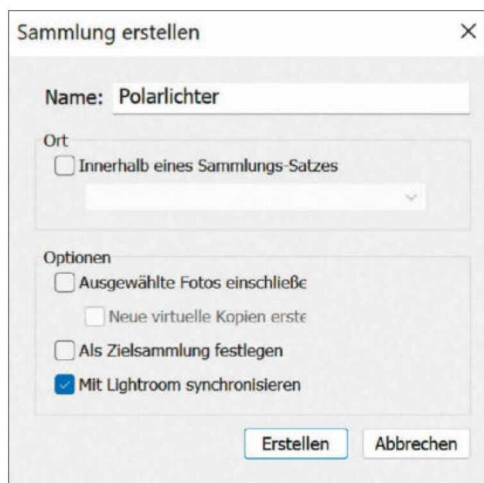 Sammlung erstellen
Name: Polarlichter
Ort
Innerhalb eines Sammlungs-Satzes
Optionen
Ausgewählte Fotos einschließe
Neue virtuelle Kopien erste
Als Zielsammlung festlegen
Mit Lightroom synchronisieren
Erstellen Abbrechen